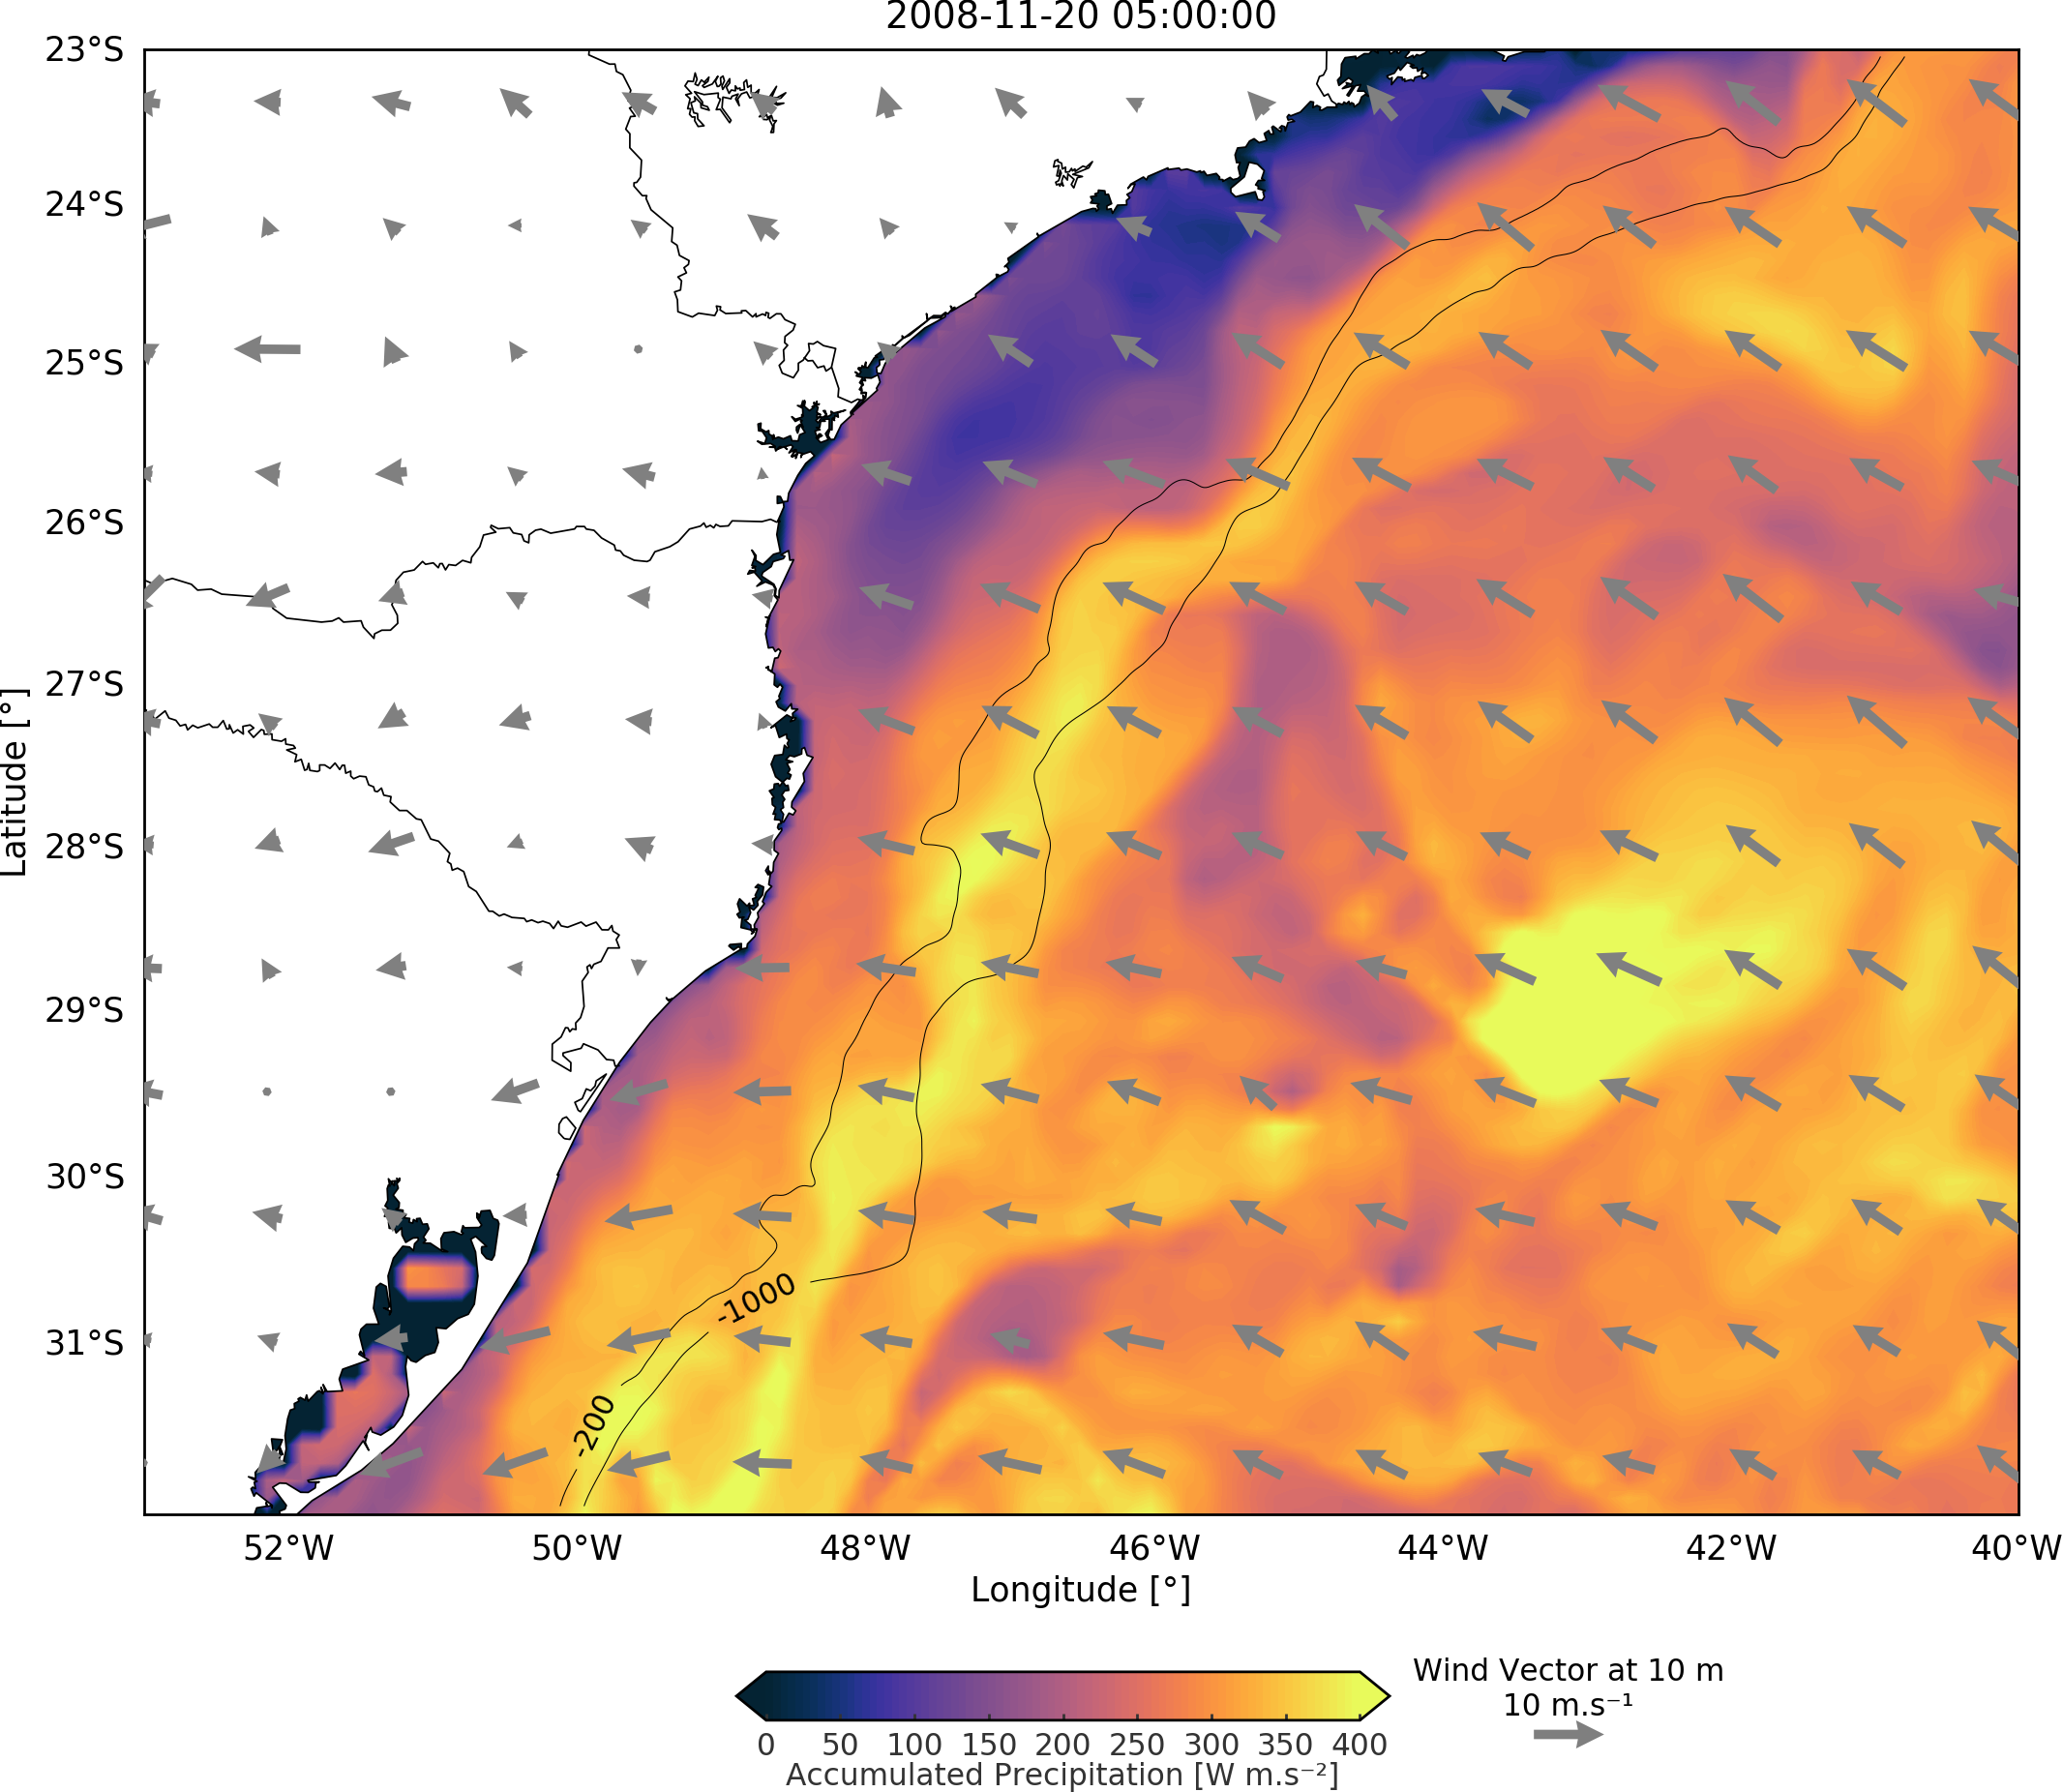 2008-11-20 05:00:00
23°S
24°S
25°S
26°S
27°S
28°S
29°S
30°S
31°S
Latitude [°]
-1000
-200
52°W
50°W
48°W
46°W
44°W
42°W
40°W
Longitude [°]
Wind Vector at 10 m
10 m.s⁻¹
0
50
100
150
200
250
300
350
400
Accumulated Precipitation [W m.s⁻²]